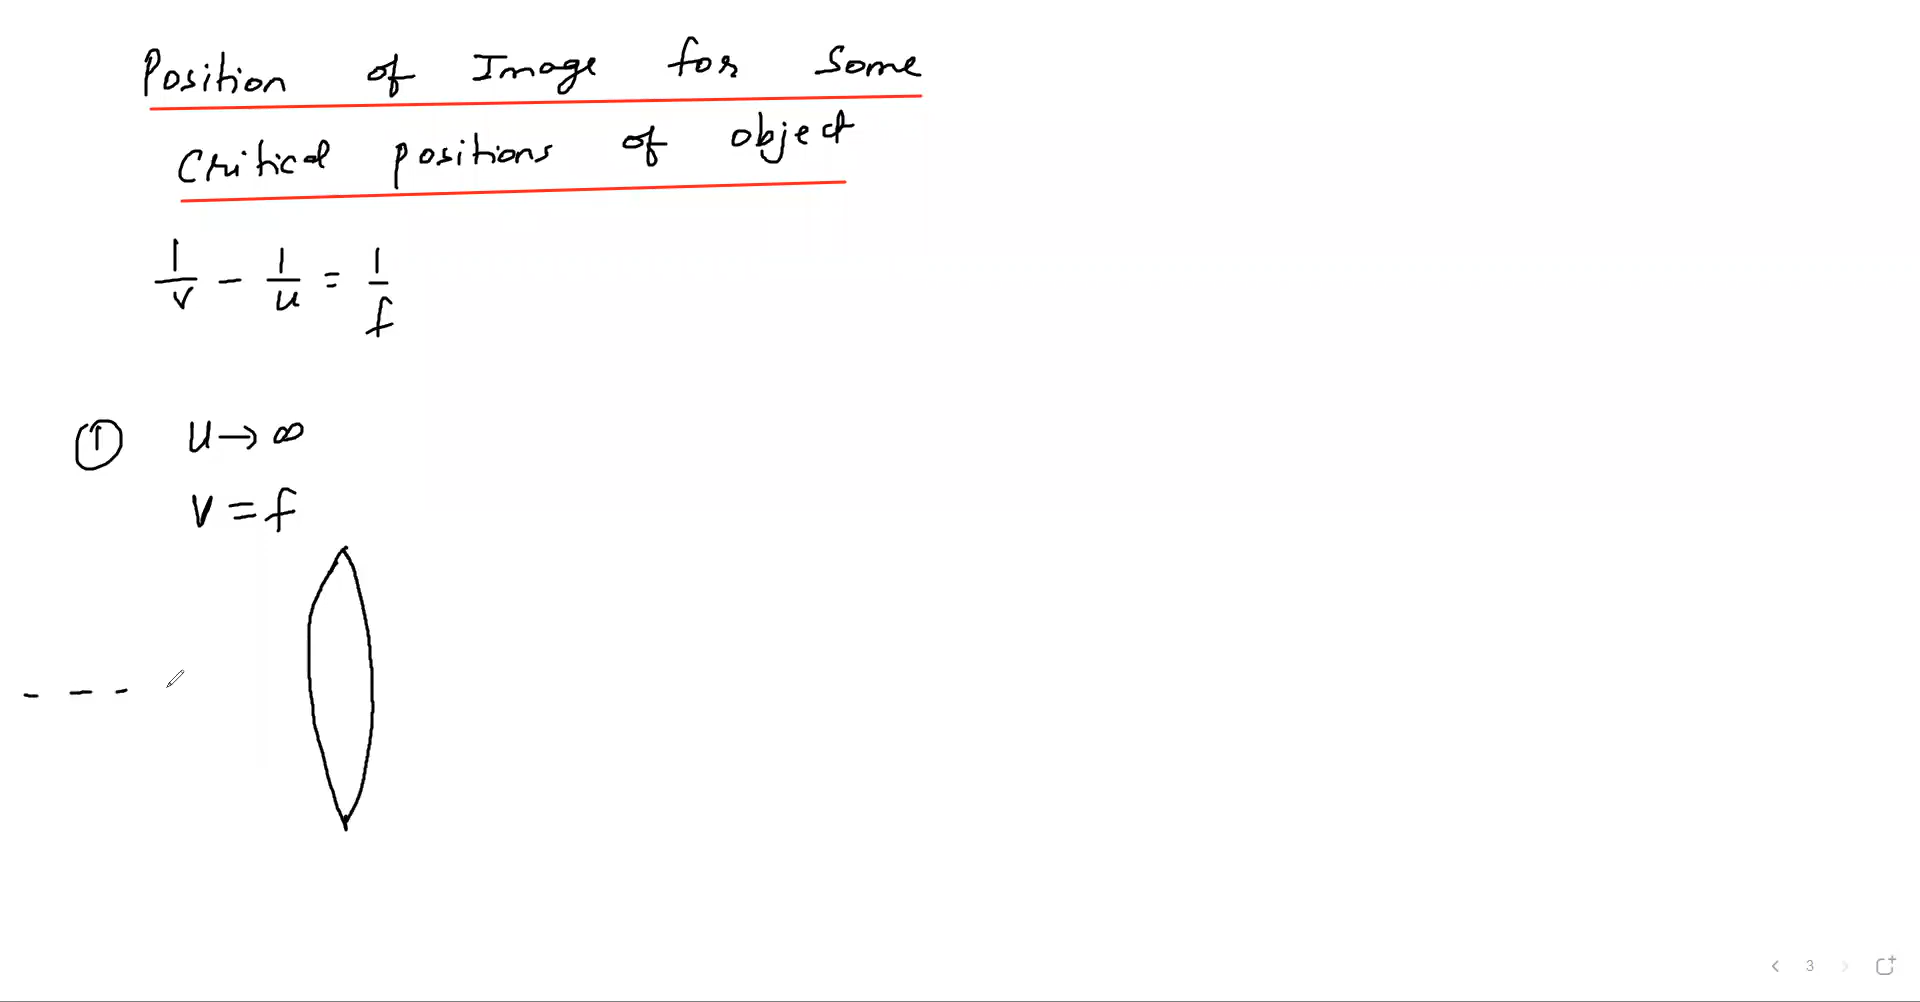 Position of Image for Some
Critical positions of object
1/v - 1/u = 1/f
① u → ∞
v = f
3